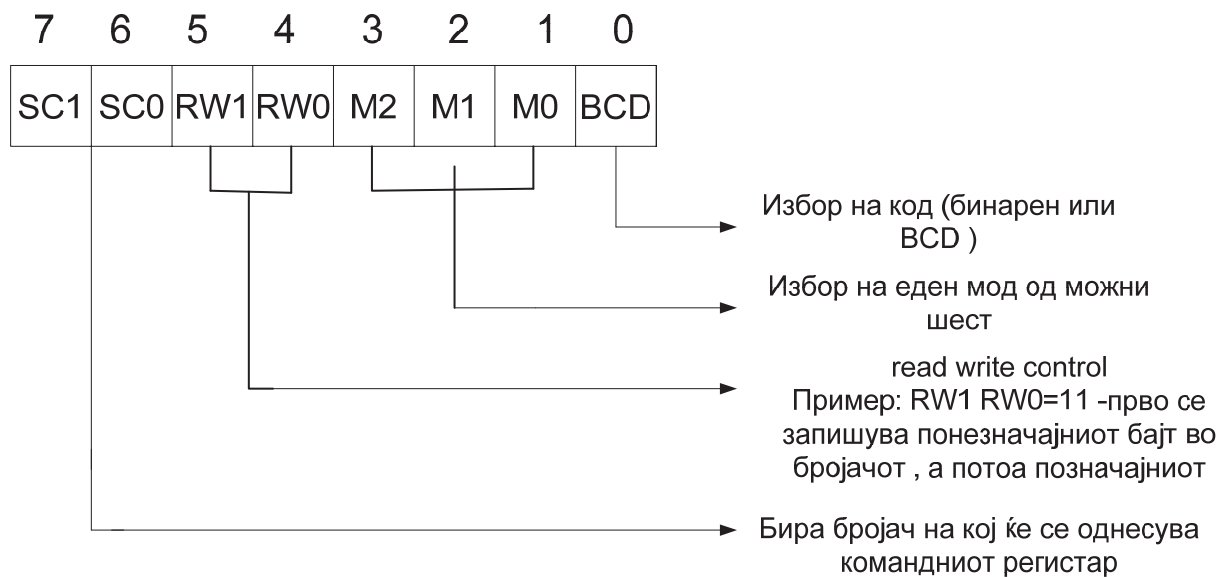 7 6 5 4 3 2 1 0
SC1 SC0 RW1 RW0 M2 M1 M0 BCD
Избор на код (бинарен или
BCD )
Избор на еден мод од можни
шест
read write control
Пример: RW1 RW0=11 -прво се
запишува понезначајниот бајт во
бројачот , а потоа позначајниот
Бира бројач на кој ќе се однесува
командниот регистар